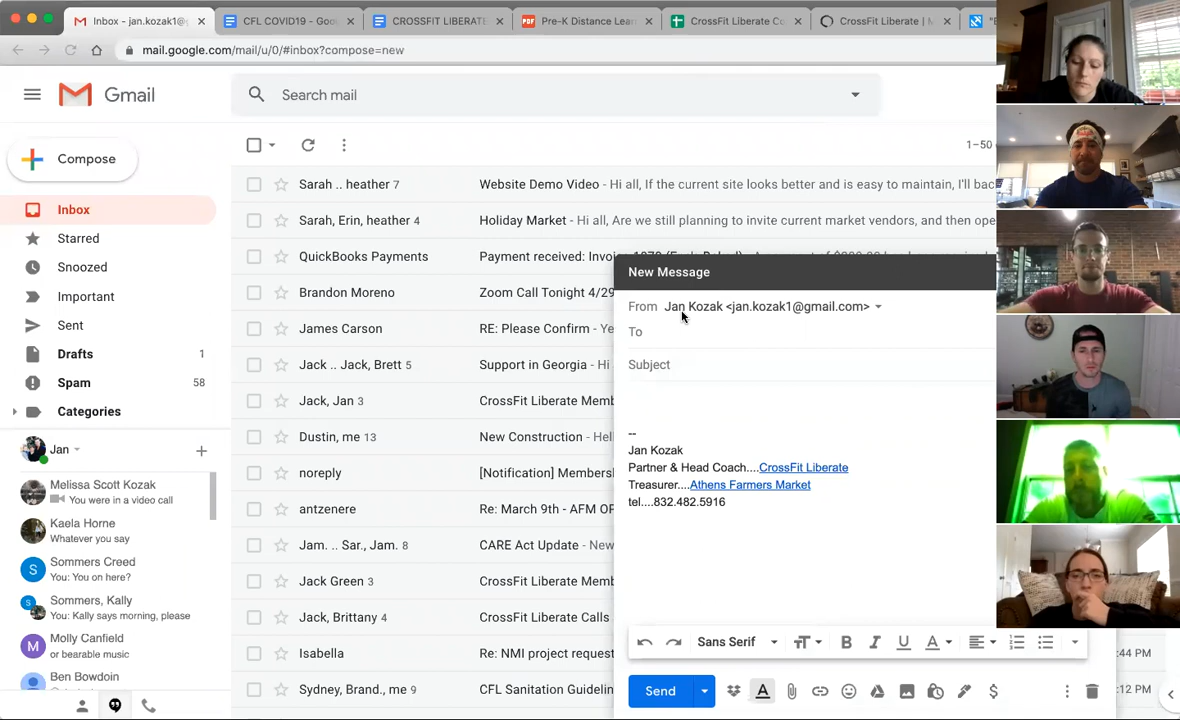 Inbox - jan.kozak1@g
CFL COVID19 - Goo
CROSSFIT LIBERATE
Pre-K Distance Lear
CrossFit Liberate C
CrossFit Liberate | M
mail.google.com/mail/u/0/#inbox?compose=new
Gmail
Search mail
Compose
1–50
Inbox
Starred
Snoozed
Important
Sent
Drafts 1
Spam 58
Categories
Jan
Melissa Scott Kozak
You were in a video call
Kaela Horne
Whatever you say
Sommers Creed
You: You on here?
Sommers, Kally
You: Kally says morning, please
Molly Canfield
or bearable music
Ben Bowdoin
Sarah .. heather 7 Website Demo Video - Hi all, If the current site looks better and is easy to maintain, I'll bac
Sarah, Erin, heather 4 Holiday Market - Hi all, Are we still planning to invite current market vendors, and then ope
QuickBooks Payments Payment received: Invoi
Brandon Moreno Zoom Call Tonight 4/29
James Carson RE: Please Confirm - Ye
Jack .. Jack, Brett 5 Support in Georgia - Hi
Jack, Jan 3 CrossFit Liberate Memb
Dustin, me 13 New Construction - Hell
noreply [Notification] Members
antzenere Re: March 9th - AFM OP
Jam. .. Sar., Jam. 8 CARE Act Update - New
Jack Green 3 CrossFit Liberate Memb
Jack, Brittany 4 CrossFit Liberate Calls
Isabella Re: NMI project request
:44 PM
Sydney, Brand., me 9 CFL Sanitation Guidelin
:12 PM
New Message
From Jan Kozak <jan.kozak1@gmail.com>
To
Subject
--
Jan Kozak
Partner & Head Coach....CrossFit Liberate
Treasurer....Athens Farmers Market
tel....832.482.5916
Sans Serif
Send